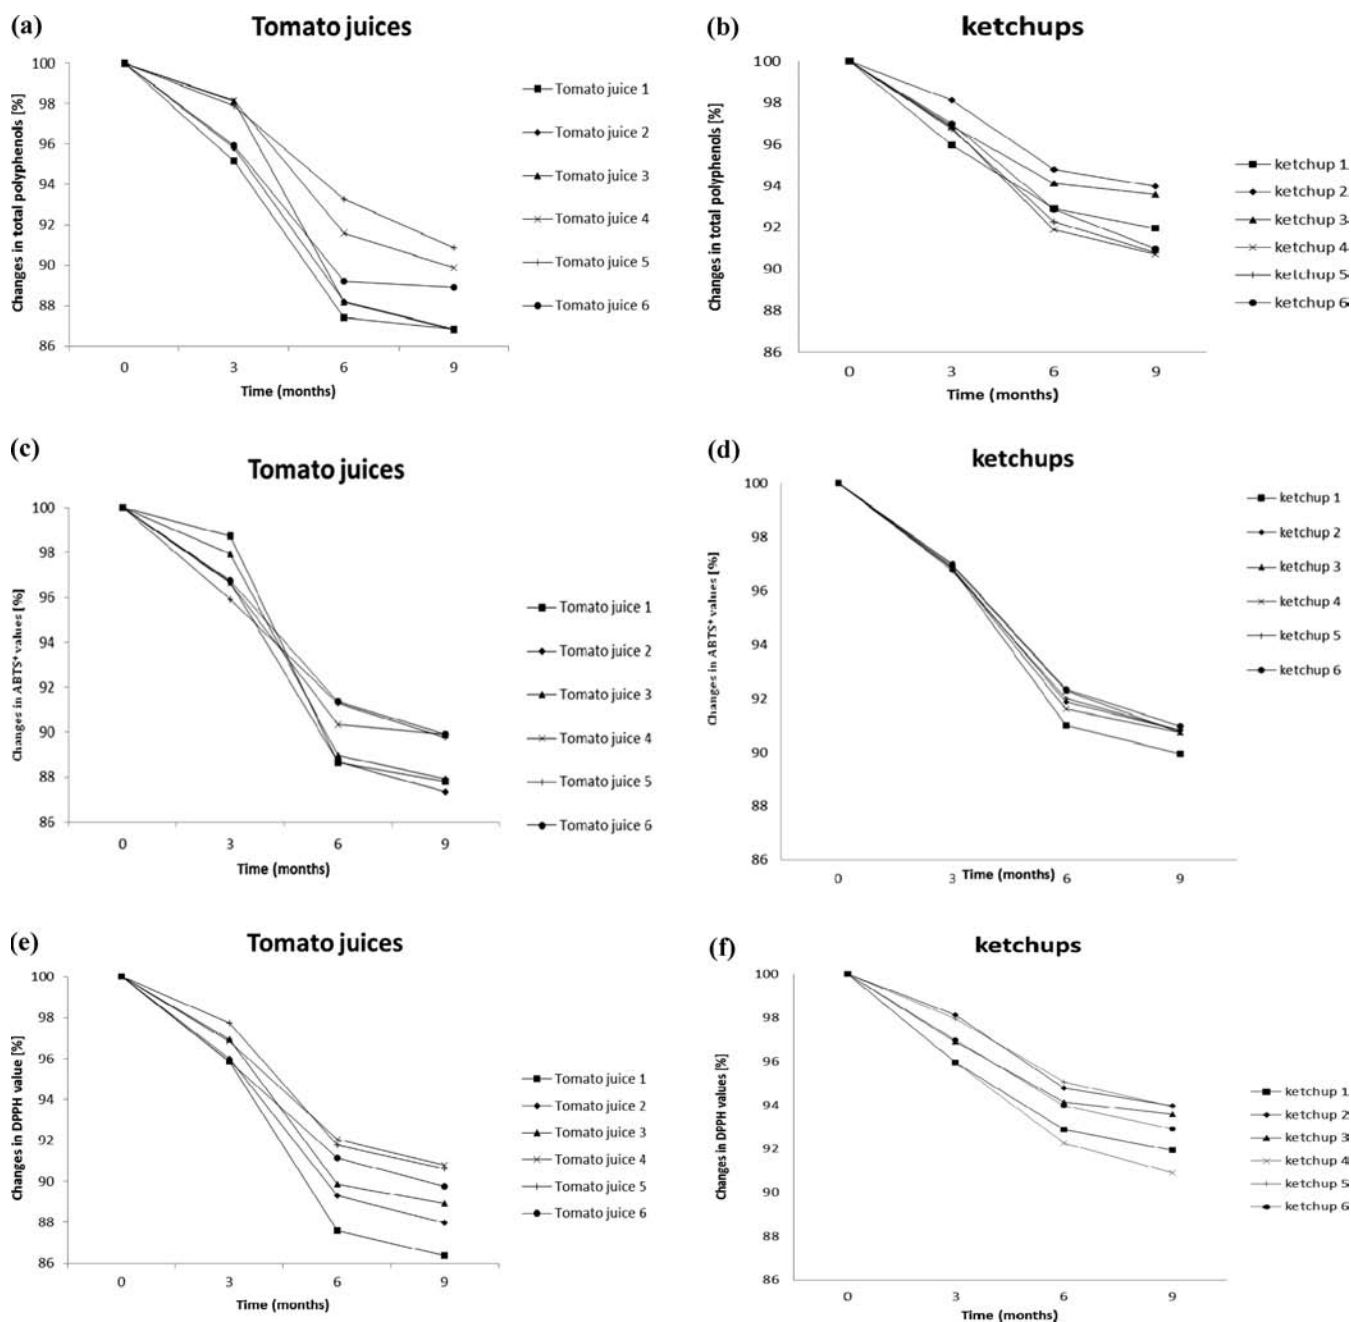 (a)
Tomato juices
Changes in total polyphenols [%]
100
98
96
94
92
90
88
86
0 3 6 9
Time (months)
Tomato juice 1
Tomato juice 2
Tomato juice 3
Tomato juice 4
Tomato juice 5
Tomato juice 6
(b)
ketchups
Changes in total polyphenols [%]
100
98
96
94
92
90
88
86
0 3 6 9
Time (months)
ketchup 1
ketchup 2
ketchup 3
ketchup 4
ketchup 5
ketchup 6
(c)
Tomato juices
Changes in ABTS⁺ values [%]
100
98
96
94
92
90
88
86
0 3 6 9
Time (months)
Tomato juice 1
Tomato juice 2
Tomato juice 3
Tomato juice 4
Tomato juice 5
Tomato juice 6
(d)
ketchups
Changes in ABTS⁺ values [%]
100
98
96
94
92
90
88
86
0 3 6 9
Time (months)
ketchup 1
ketchup 2
ketchup 3
ketchup 4
ketchup 5
ketchup 6
(e)
Tomato juices
Changes in DPPH value [%]
100
98
96
94
92
90
88
86
0 3 6 9
Time (months)
Tomato juice 1
Tomato juice 2
Tomato juice 3
Tomato juice 4
Tomato juice 5
Tomato juice 6
(f)
ketchups
Changes in DPPH values [%]
100
98
96
94
92
90
88
86
0 3 6 9
Time (months)
ketchup 1
ketchup 2
ketchup 3
ketchup 4
ketchup 5
ketchup 6